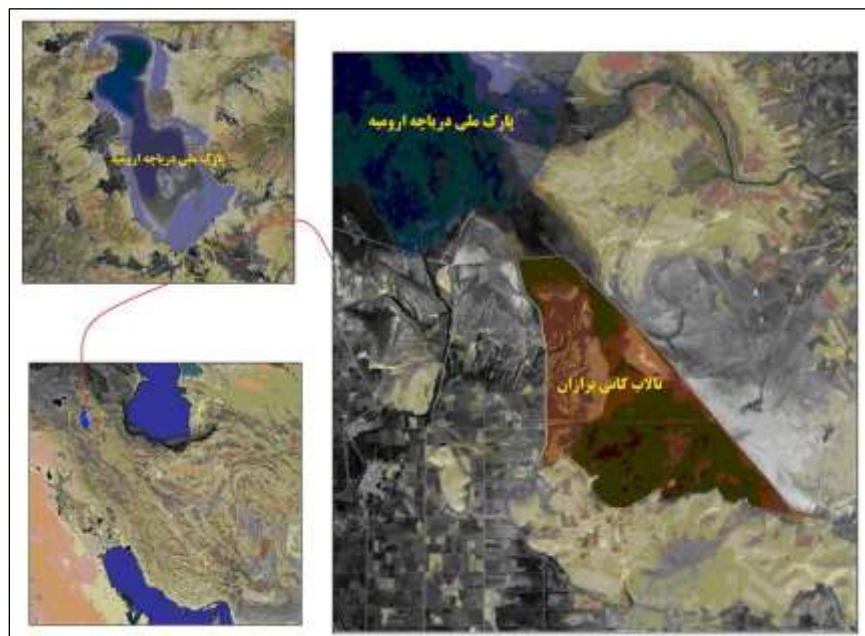 پارک ملی دریاچه ارومیه
پارک ملی دریاچه ارومیه
تالاب کانی برازان